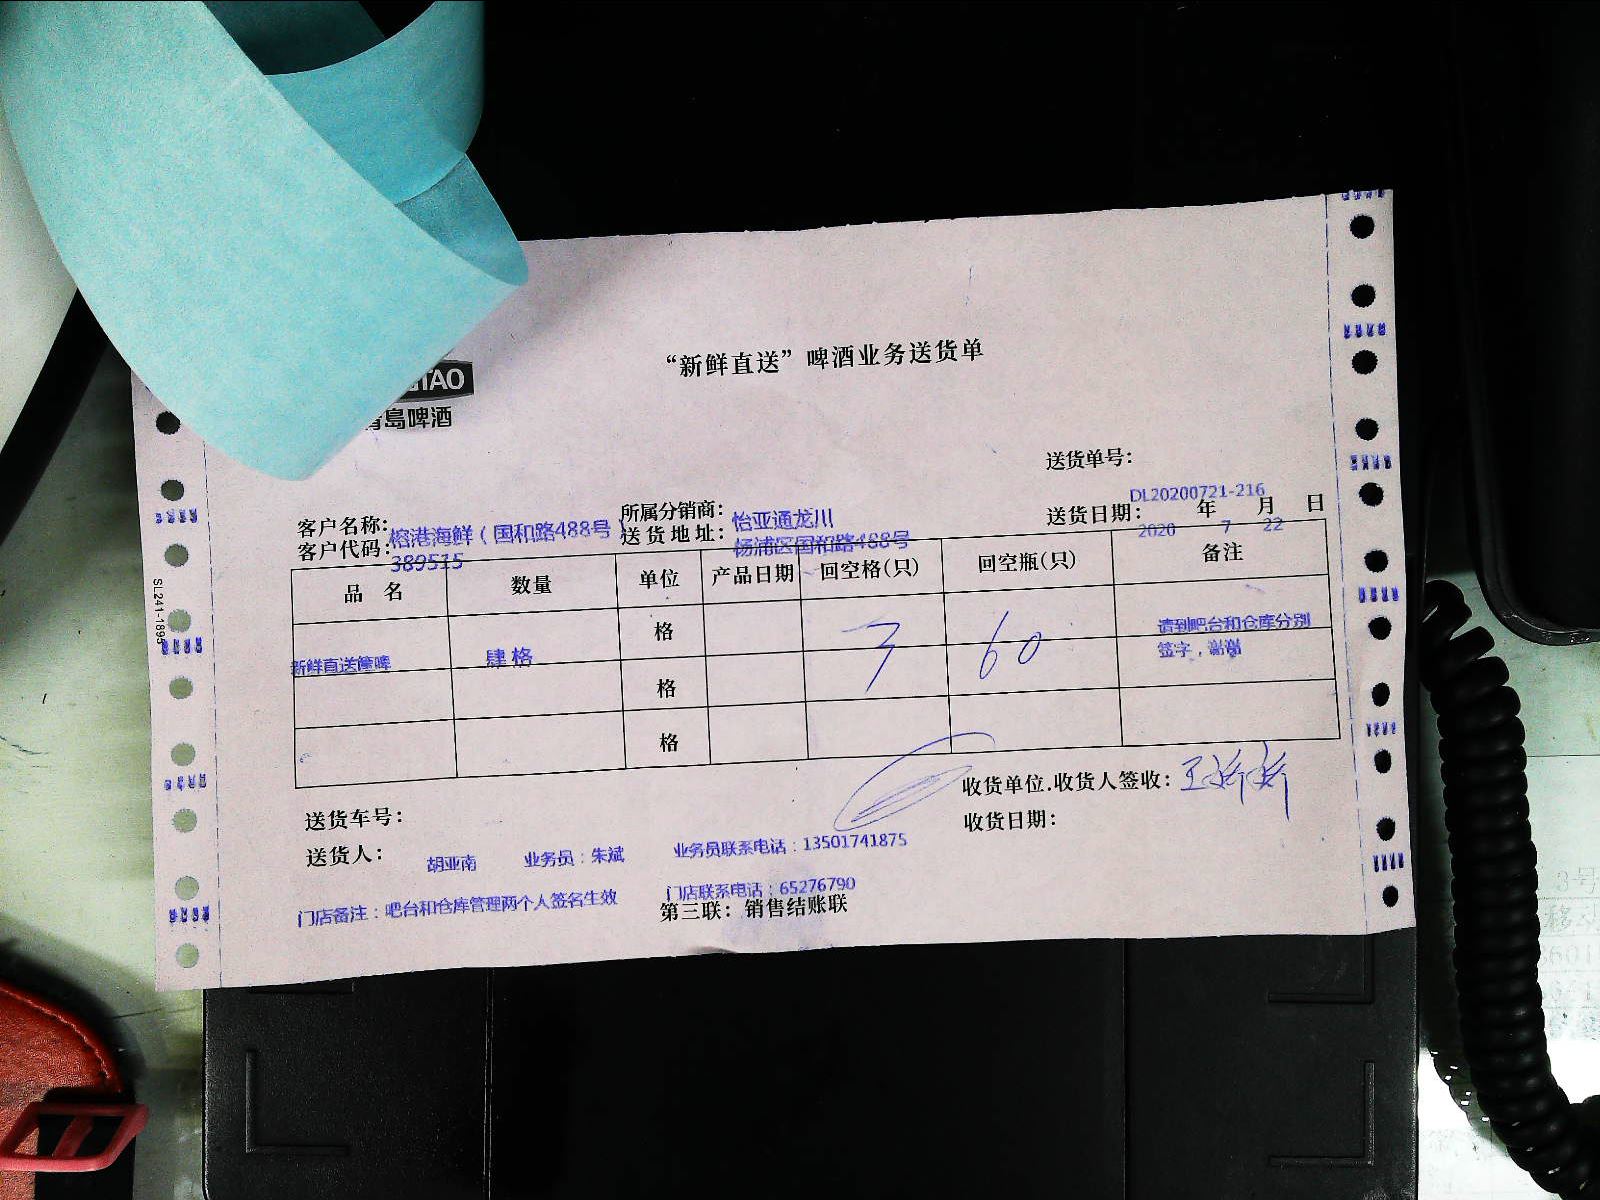 TAO
青岛啤酒
“新鲜直送”啤酒业务送货单
送货单号：
DL20200721-216
客户名称： 榕港海鲜（国和路488号） 所属分销商： 怡亚通龙川 送货日期： 2020 年 7 月 22 日
客户代码： 389515 送货地址： 杨浦区国和路488号
品 名 数量 单位 产品日期 回空格(只) 回空瓶(只) 备注
新鲜直送箽啤 肆格 格 3 60 请到吧台和仓库分别
签字，谢谢
格
格
收货单位.收货人签收：
送货车号： 收货日期：
送货人： 胡亚南 业务员：朱斌 业务员联系电话：13501741875
门店备注：吧台和仓库管理两个人签名生效 门店联系电话：65276790
第三联：销售结账联
SL241-1895